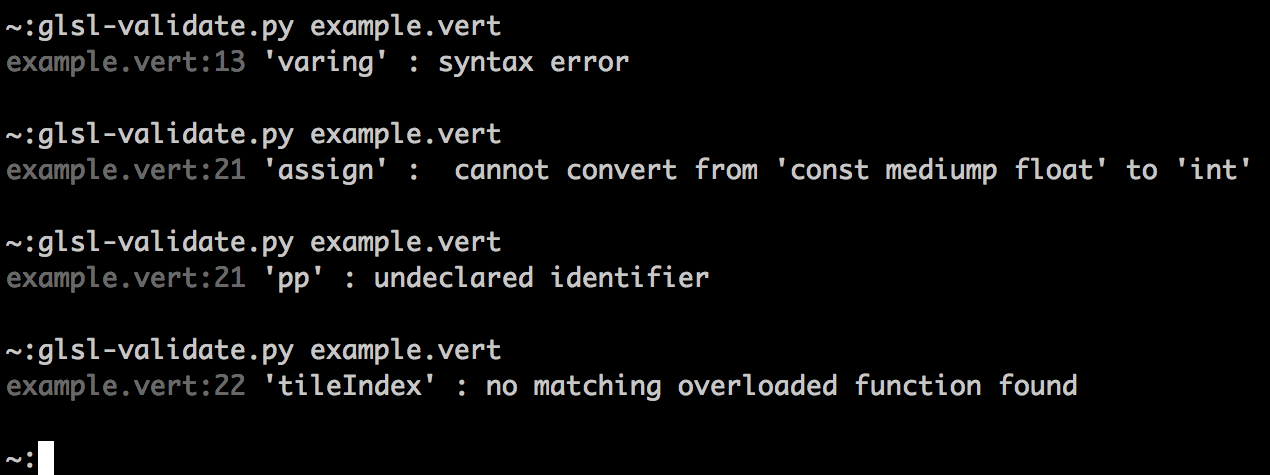 ~:glsl-validate.py example.vert
example.vert:13 'varing' : syntax error
~:glsl-validate.py example.vert
example.vert:21 'assign' :  cannot convert from 'const mediump float' to 'int'
~:glsl-validate.py example.vert
example.vert:21 'pp' : undeclared identifier
~:glsl-validate.py example.vert
example.vert:22 'tileIndex' : no matching overloaded function found
~: